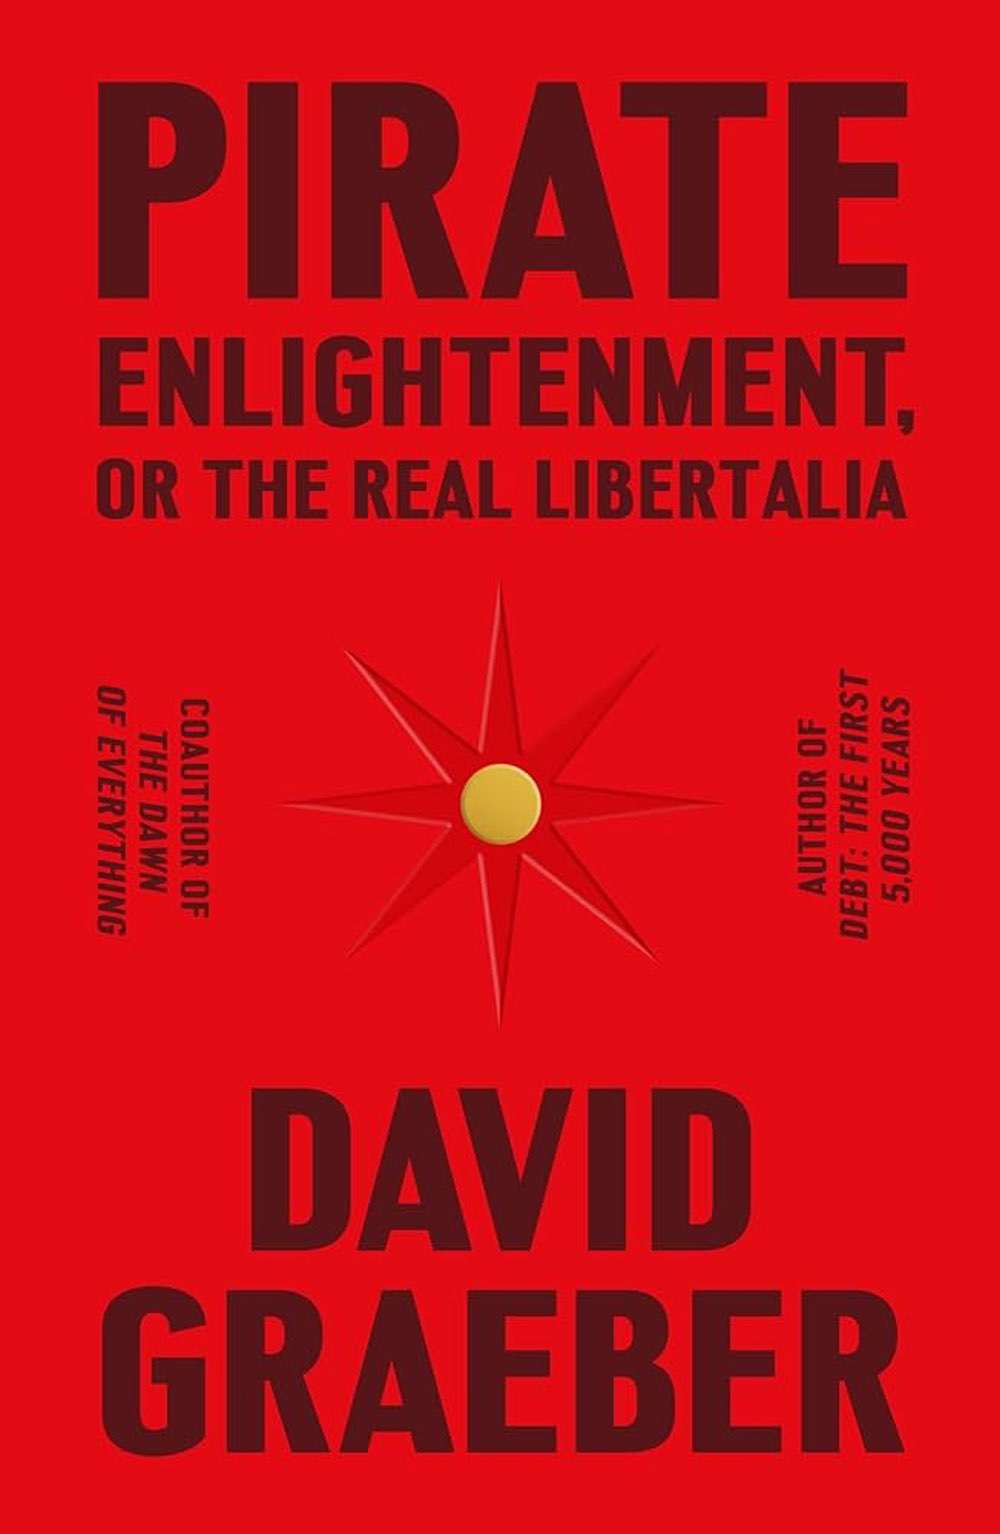 PIRATE
ENLIGHTENMENT,
OR THE REAL LIBERTALIA
COAUTHOR OF
THE DAWN
OF EVERYTHING
AUTHOR OF
DEBT: THE FIRST
5,000 YEARS
DAVID
GRAEBER